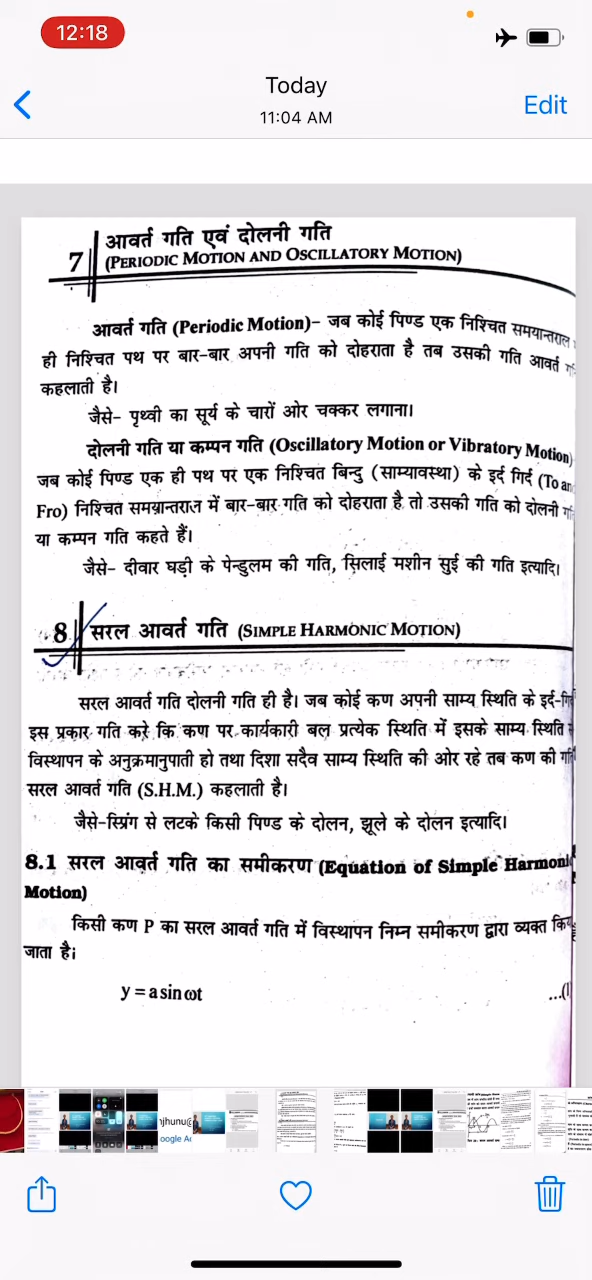 12:18
Today
11:04 AM
Edit
7
आवर्त गति एवं दोलनी गति
(PERIODIC MOTION AND OSCILLATORY MOTION)
आवर्त गति (Periodic Motion)– जब कोई पिण्ड एक निश्चित समयान्तराल
ही निश्चित पथ पर बार-बार अपनी गति को दोहराता है तब उसकी गति आवर्त
कहलाती है।
जैसे– पृथ्वी का सूर्य के चारों ओर चक्कर लगाना।
दोलनी गति या कम्पन गति (Oscillatory Motion or Vibratory Motion)
जब कोई पिण्ड एक ही पथ पर एक निश्चित बिन्दु (साम्यावस्था) के इर्द गिर्द (To an
Fro) निश्चित समयान्तराल में बार-बार गति को दोहराता है तो उसकी गति को दोलनी
या कम्पन गति कहते हैं।
जैसे– दीवार घड़ी के पेन्डुलम की गति, सिलाई मशीन सुई की गति इत्यादि।
8 सरल आवर्त गति (SIMPLE HARMONIC MOTION)
सरल आवर्त गति दोलनी गति ही है। जब कोई कण अपनी साम्य स्थिति के इर्द-गि
इस प्रकार गति करे कि कण पर कार्यकारी बल प्रत्येक स्थिति में इसके साम्य स्थिति
विस्थापन के अनुक्रमानुपाती हो तथा दिशा सदैव साम्य स्थिति की ओर रहे तब कण की
सरल आवर्त गति (S.H.M.) कहलाती है।
जैसे-स्प्रिंग से लटके किसी पिण्ड के दोलन, झूले के दोलन इत्यादि।
8.1 सरल आवर्त गति का समीकरण (Equation of Simple Harmonic
Motion)
किसी कण P का सरल आवर्त गति में विस्थापन निम्न समीकरण द्वारा व्यक्त
जाता है।
y = a sin ωt ...(1